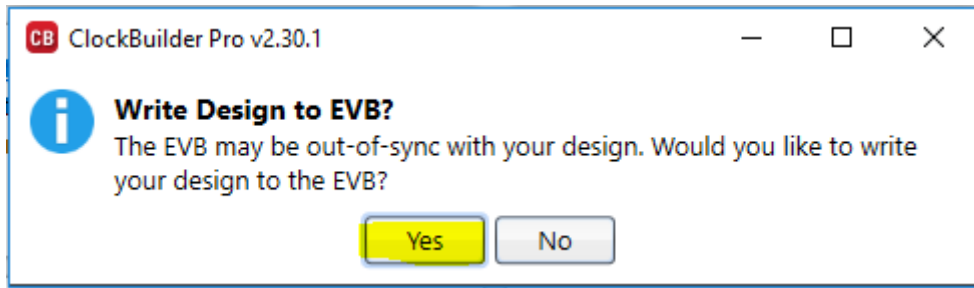 CB ClockBuilder Pro v2.30.1
Write Design to EVB?
The EVB may be out-of-sync with your design. Would you like to write
your design to the EVB?
Yes No